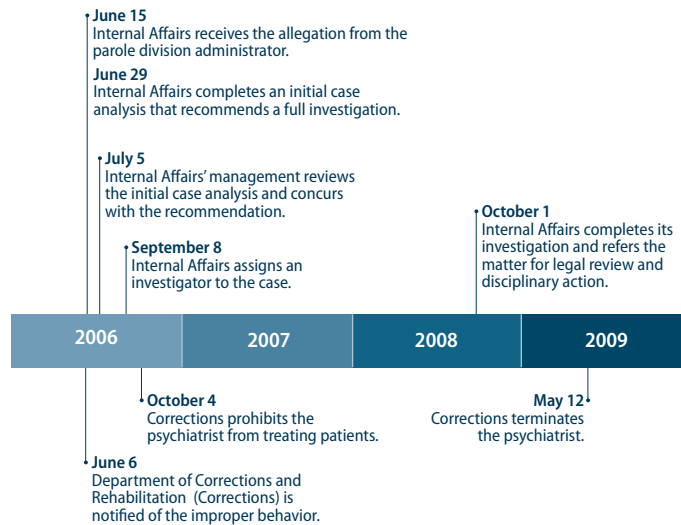 June 15
Internal Affairs receives the allegation from the
parole division administrator.
June 29
Internal Affairs completes an initial case
analysis that recommends a full investigation.
July 5
Internal Affairs’ management reviews
the initial case analysis and concurs
with the recommendation.
September 8
Internal Affairs assigns an
investigator to the case.
October 1
Internal Affairs completes its
investigation and refers the
matter for legal review and
disciplinary action.
2006
2007
2008
2009
October 4
Corrections prohibits the
psychiatrist from treating patients.
May 12
Corrections terminates
the psychiatrist.
June 6
Department of Corrections and
Rehabilitation (Corrections) is
notified of the improper behavior.